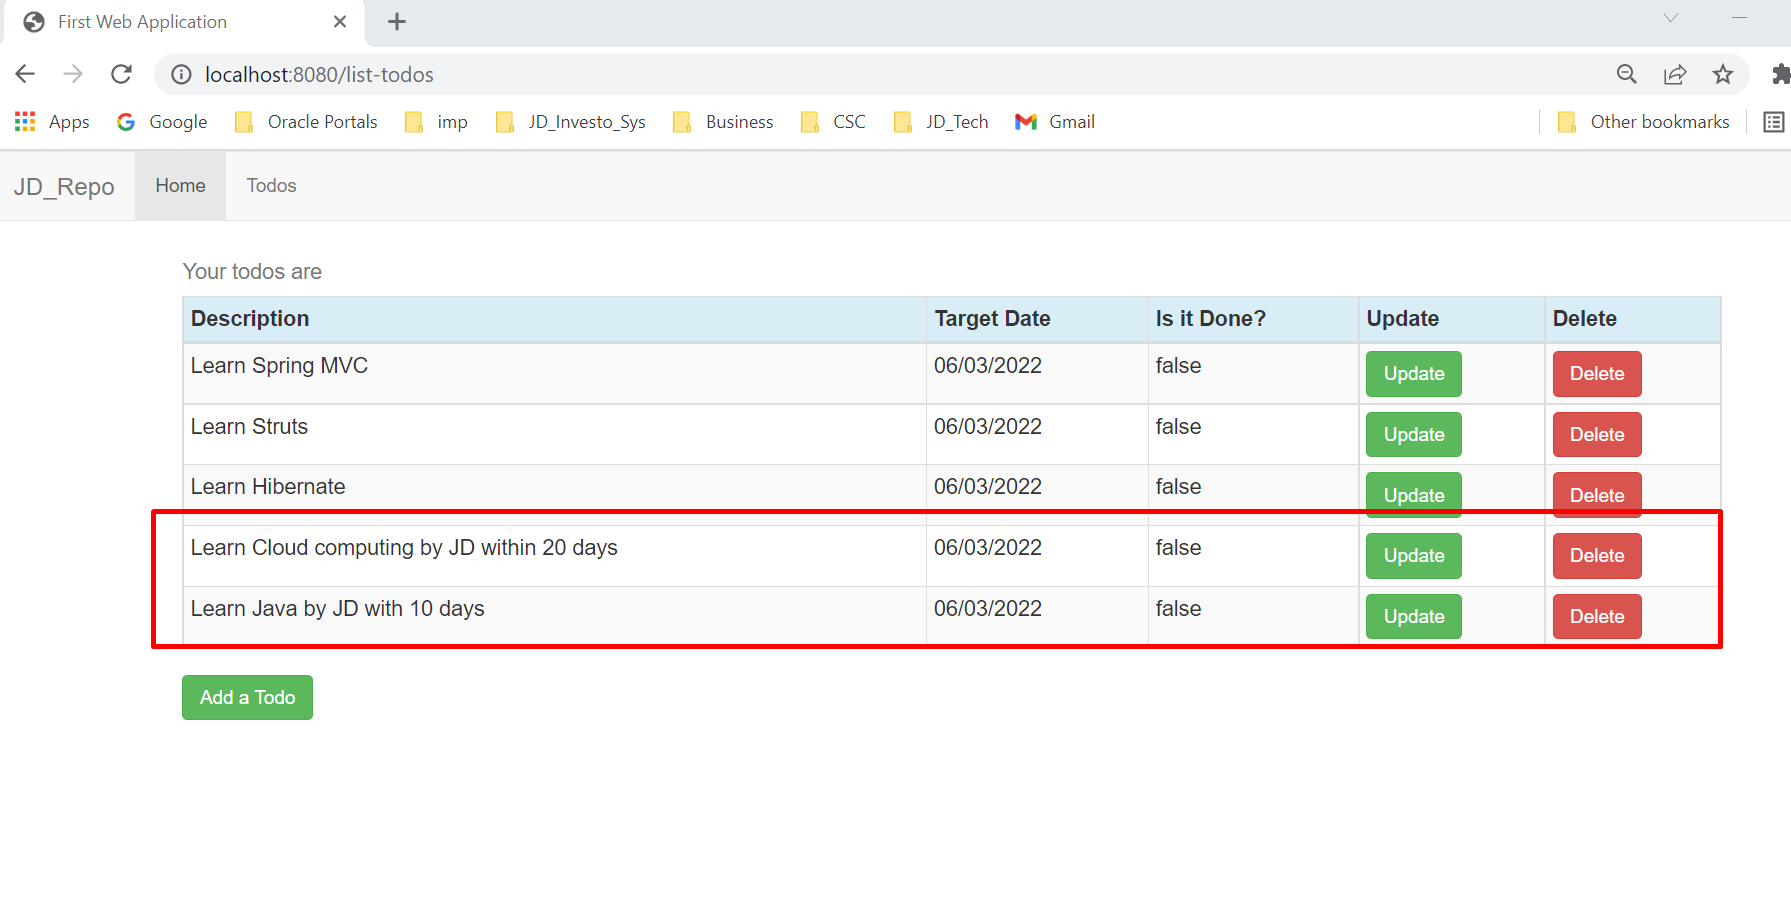 First Web Application
localhost:8080/list-todos
Apps Google Oracle Portals imp JD_Investo_Sys Business CSC JD_Tech Gmail Other bookmarks
JD_Repo Home Todos
Your todos are
Description Target Date Is it Done? Update Delete
Learn Spring MVC 06/03/2022 false Update Delete
Learn Struts 06/03/2022 false Update Delete
Learn Hibernate 06/03/2022 false Update Delete
Learn Cloud computing by JD within 20 days 06/03/2022 false Update Delete
Learn Java by JD with 10 days 06/03/2022 false Update Delete
Add a Todo